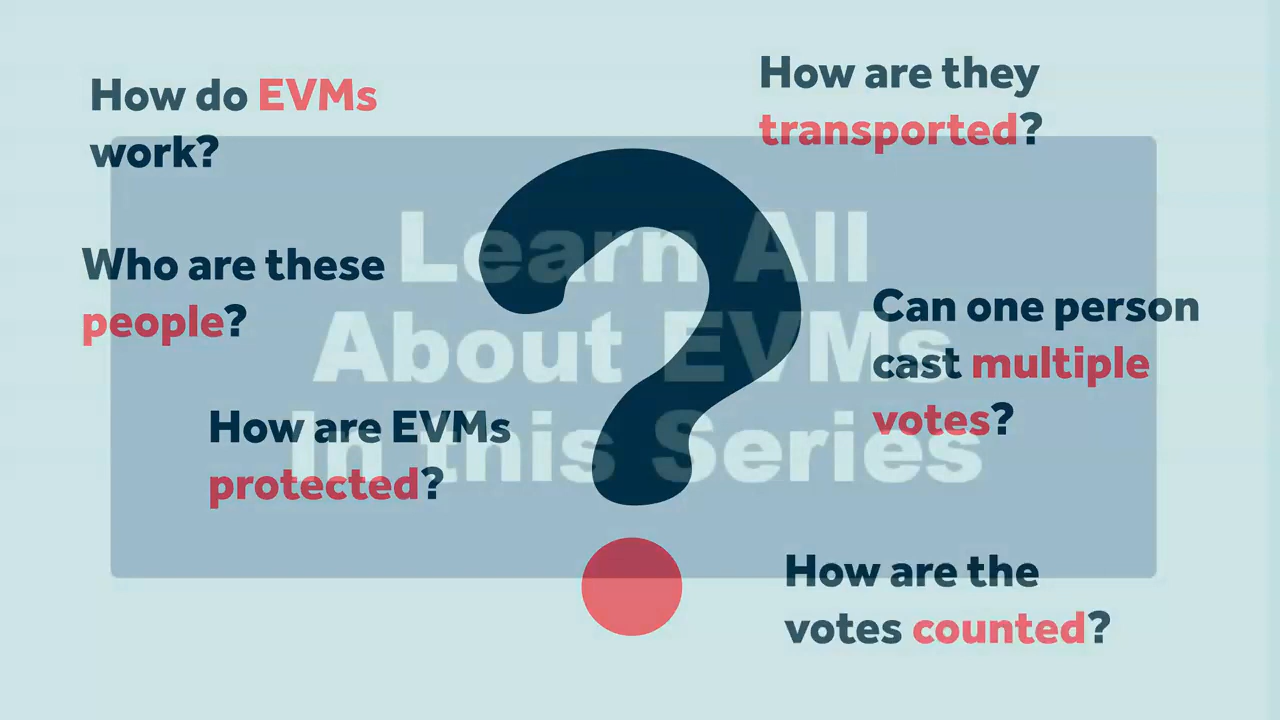 How do EVMs
work?
How are they
transported?
Who are these
people?
Learn All
About EVMs
In this Series
Can one person
cast multiple
votes?
How are EVMs
protected?
How are the
votes counted?